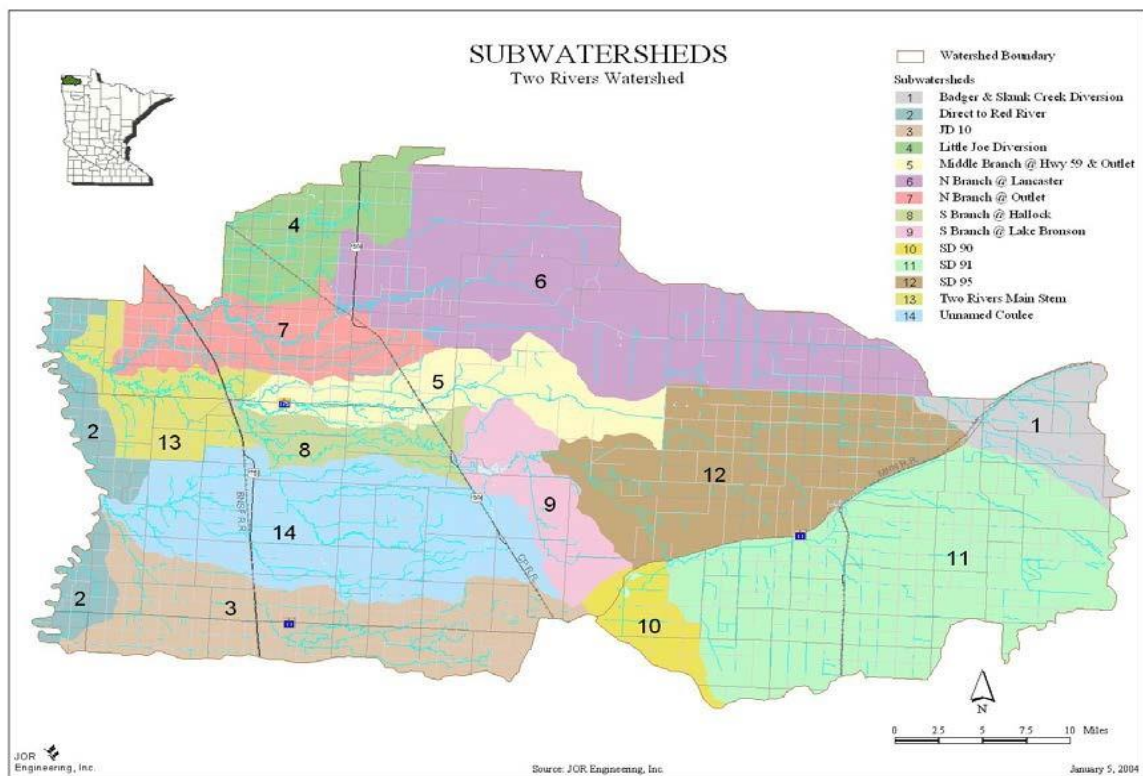 SUBWATERSHEDS
Two Rivers Watershed
Watershed Boundary
Subwatersheds
1 Badger & Skunk Creek Diversion
2 Direct to Red River
3 JD 10
4 Little Joe Diversion
5 Middle Branch @ Hwy 59 & Outlet
6 N Branch @ Lancaster
7 N Branch @ Outlet
8 S Branch @ Hallock
9 S Branch @ Lake Bronson
10 SD 90
11 SD 91
12 SD 95
13 Two Rivers Main Stem
14 Unnamed Coulee
4
6
7
5
2
13
8
12
1
9
14
11
2
3
10
BNSF R.R.
CP R.R.
N
0 2.5 5 10 Miles
JOR
Engineering, Inc.
Source: JOR Engineering, Inc.
January 5, 2004